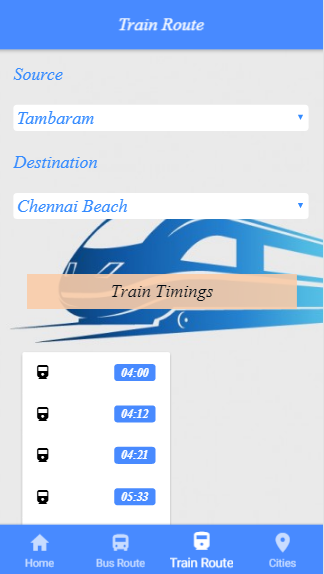 Train Route
Source
Tambaram
Destination
Chennai Beach
Train Timings
04:00
04:12
04:21
05:33
Home
Bus Route
Train Route
Cities